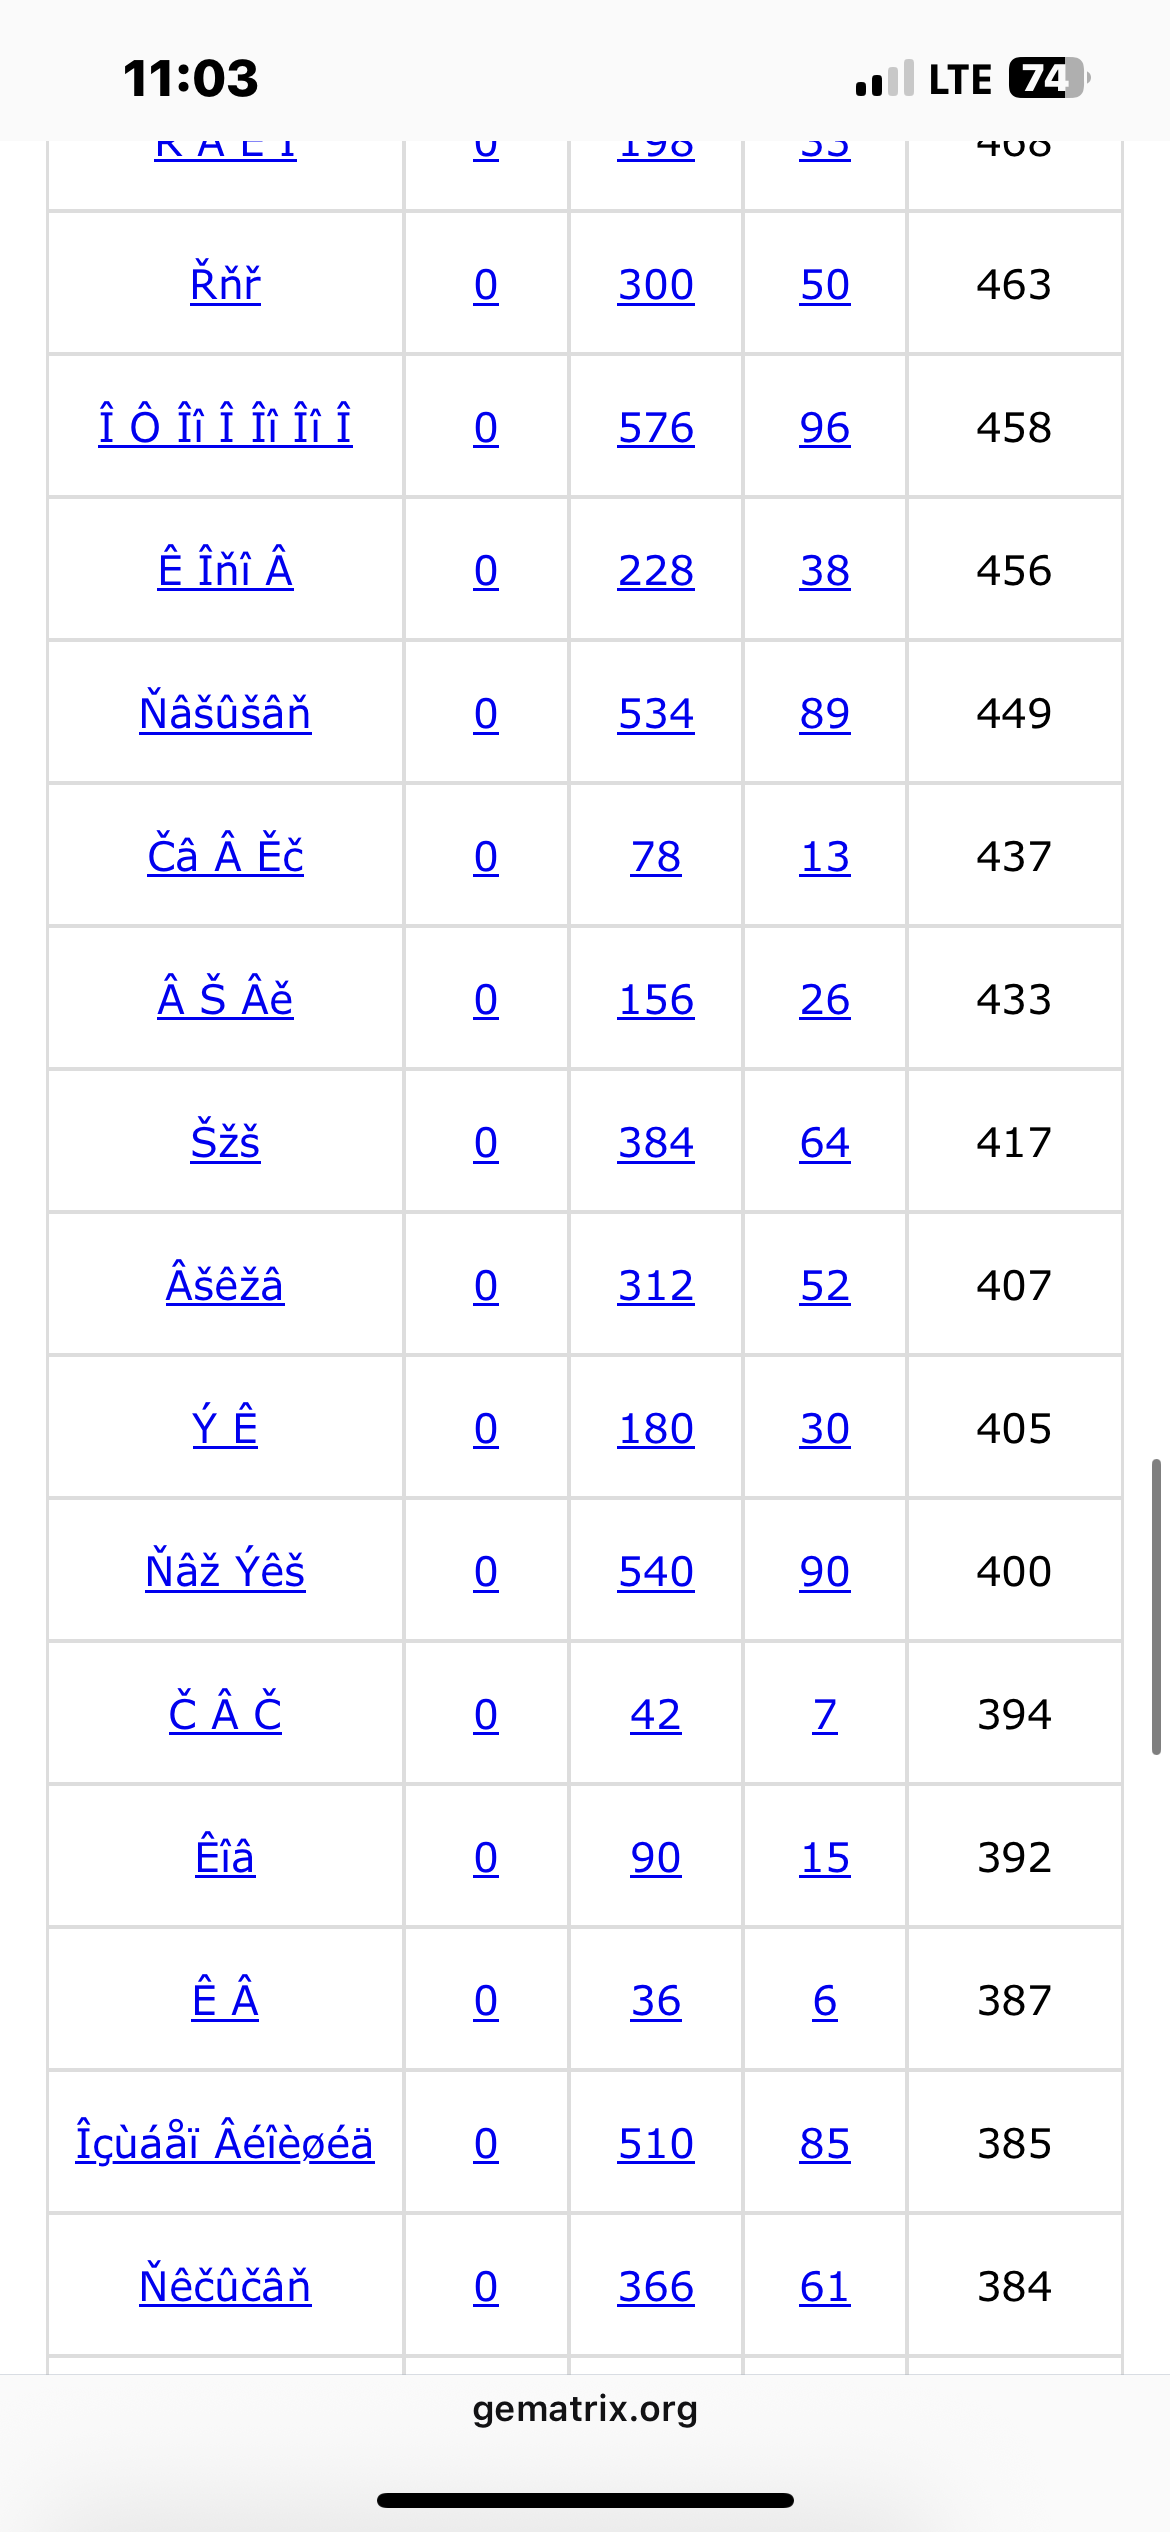 11:03 LTE 74
R A E I 0 198 33 468
Řňř 0 300 50 463
Î Ô Îî Î Îî Îî Î 0 576 96 458
Ê Îňî Â 0 228 38 456
Ňâšûšâň 0 534 89 449
Čâ Â Ěč 0 78 13 437
Â Š Âě 0 156 26 433
Šžš 0 384 64 417
Âšêžâ 0 312 52 407
Ý Ê 0 180 30 405
Ňâž Ýêš 0 540 90 400
Č Â Č 0 42 7 394
Êîâ 0 90 15 392
Ê Â 0 36 6 387
Îçùáåï Âéîèøéä 0 510 85 385
Ňêčûčâň 0 366 61 384
gematrix.org